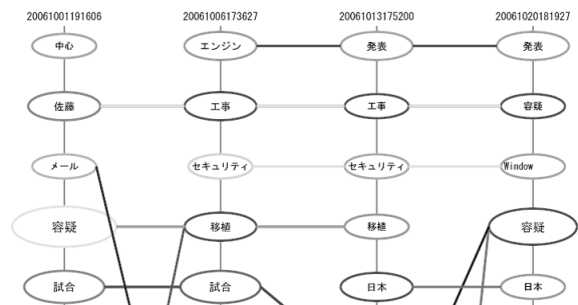 20061001191606 20061006173627 20061013175200 20061020181927
中心 エンジン 発表 発表
佐藤 工事 工事 容疑
メール セキュリティ セキュリティ Window
容疑 移植 移植 容疑
試合 試合 日本 日本